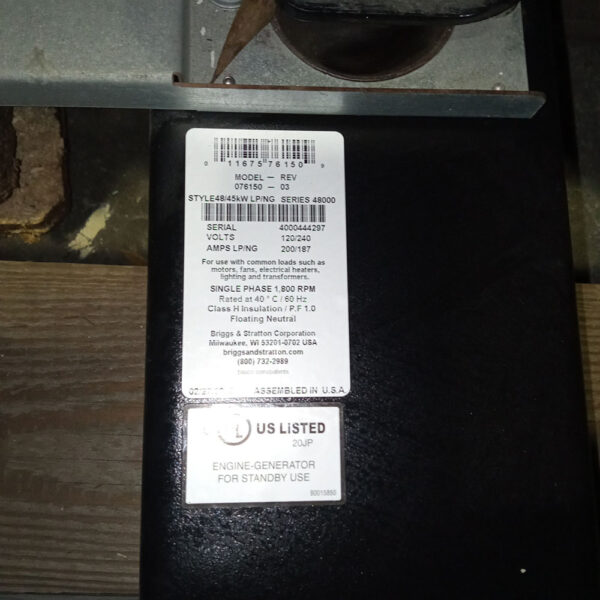 0 11675 76150 9
MODEL – REV
076150 – 03
STYLE48/45kW LP/NG SERIES 48000
SERIAL 4000444297
VOLTS 120/240
AMPS LP/NG 200/187
For use with common loads such as
motors, fans, electrical heaters,
lighting and transformers.
SINGLE PHASE 1,800 RPM
Rated at 40 ° C / 60 Hz
Class H Insulation / P.F 1.0
Floating Neutral
Briggs & Stratton Corporation
Milwaukee, WI 53201-0702 USA
briggsandstratton.com
(800) 732-2989
ASSEMBLED IN U.S.A.
UL US LISTED
20JP
ENGINE-GENERATOR
FOR STANDBY USE
80015850